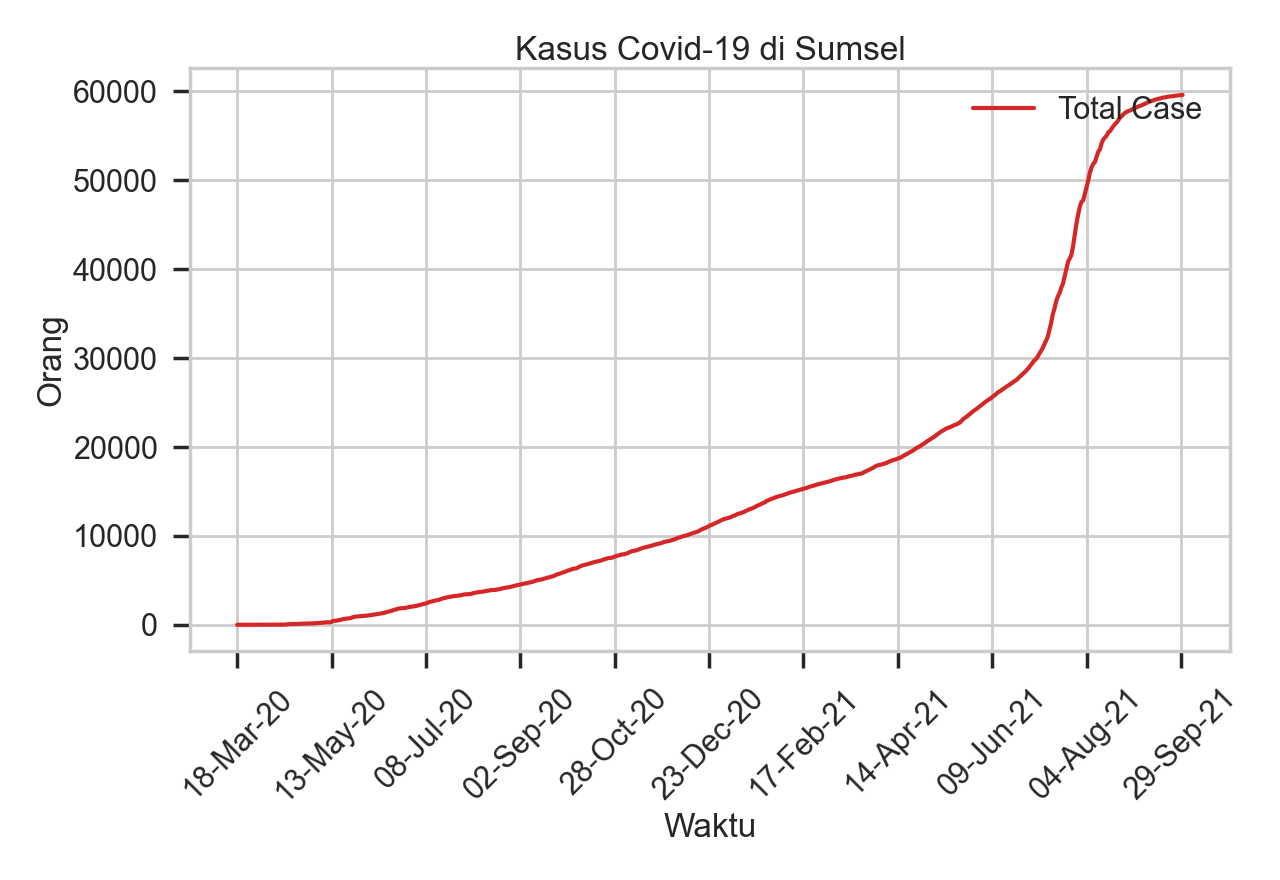 Kasus Covid-19 di Sumsel
Total Case
60000
50000
40000
30000
20000
10000
0
Orang
18-Mar-20
13-May-20
08-Jul-20
02-Sep-20
28-Oct-20
23-Dec-20
17-Feb-21
14-Apr-21
09-Jun-21
04-Aug-21
29-Sep-21
Waktu